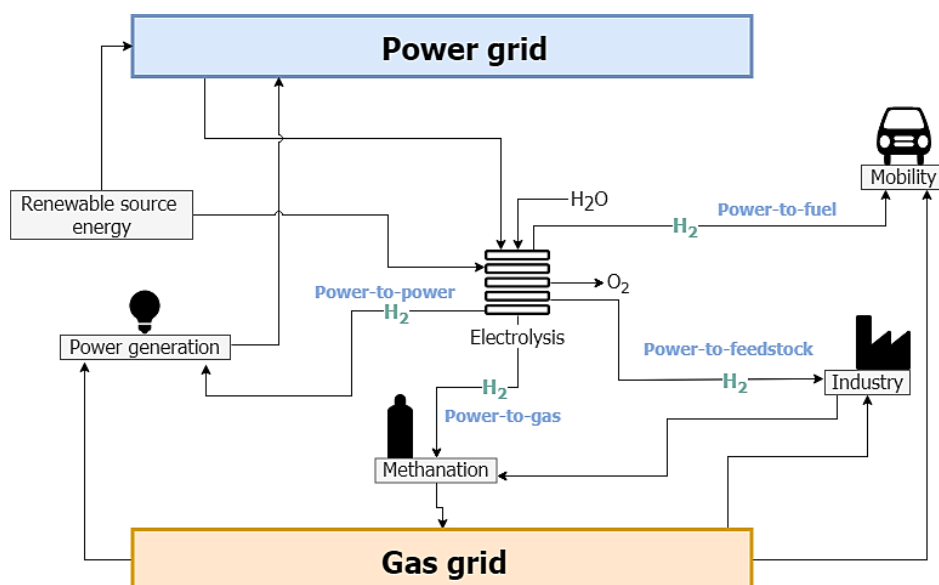 Power grid
Mobility
Renewable source
energy
H₂O
Power-to-fuel
H₂
O₂
Power-to-power
H₂
Electrolysis
Power generation
Power-to-feedstock
H₂
Industry
H₂
Power-to-gas
Methanation
Gas grid